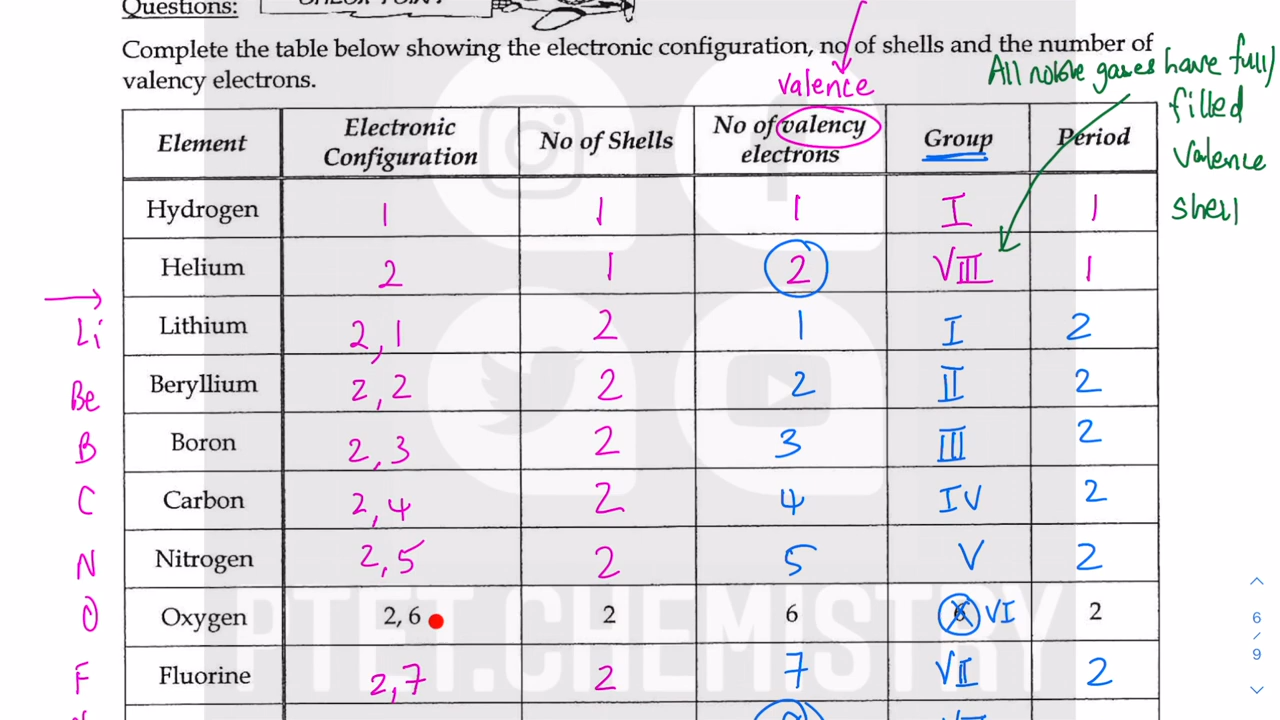 Questions:
CHECK POINT
Complete the table below showing the electronic configuration, no of shells and the number of
valency electrons.
valence
All noble gases have fully
filled
valence
shell
Element Electronic Configuration No of Shells No of valency electrons Group Period
Hydrogen 1 1 1 I 1
Helium 2 1 2 VIII 1
Li Lithium 2,1 2 1 I 2
Be Beryllium 2,2 2 2 II 2
B Boron 2,3 2 3 III 2
C Carbon 2,4 2 4 IV 2
N Nitrogen 2,5 2 5 V 2
O Oxygen 2,6 2 6 VI 2
F Fluorine 2,7 2 7 VII 2
PTET.CHEMISTRY
6
/
9